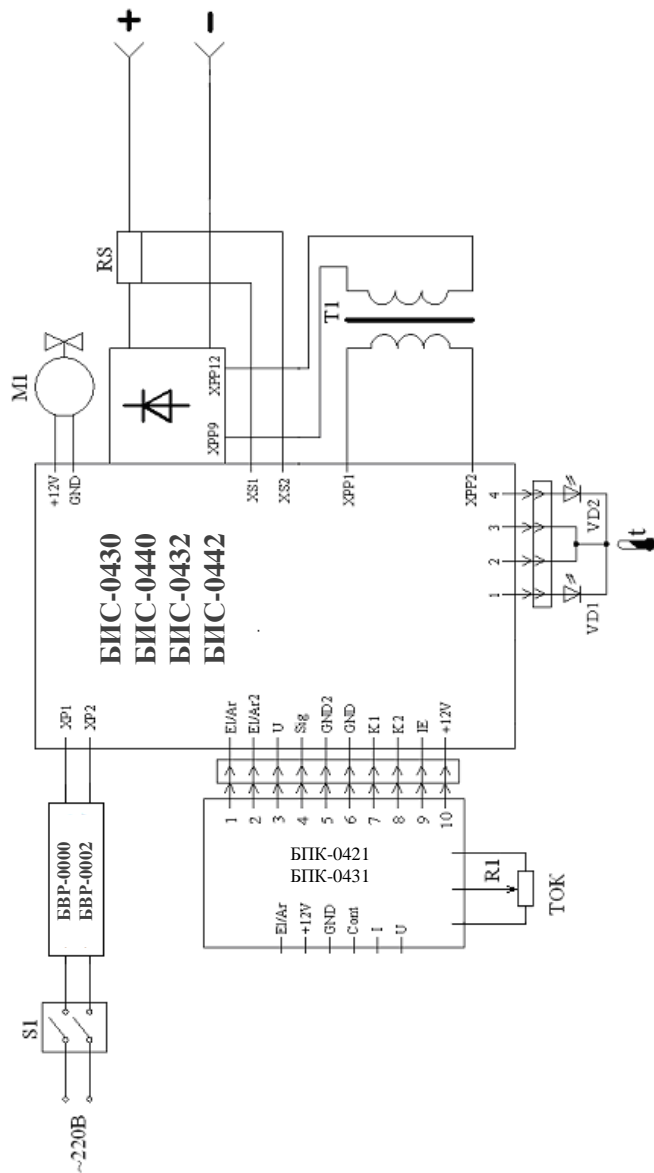 ~220В
S1
БВР-0000
БВР-0002
XP1
XP2
+12V
GND
M1
БИС-0430
БИС-0440
БИС-0432
БИС-0442
XPP9
XPP12
RS
+
-
XS1
XS2
XPP1
XPP2
T1
El/Ar
El/Ar2
U
Sig
GND2
GND
K1
K2
IE
+12V
1
2
3
4
5
6
7
8
9
10
БПК-0421
БПК-0431
El/Ar
+12V
GND
Cont
I
U
R1
ТОК
1
2
3
4
VD1
VD2
t